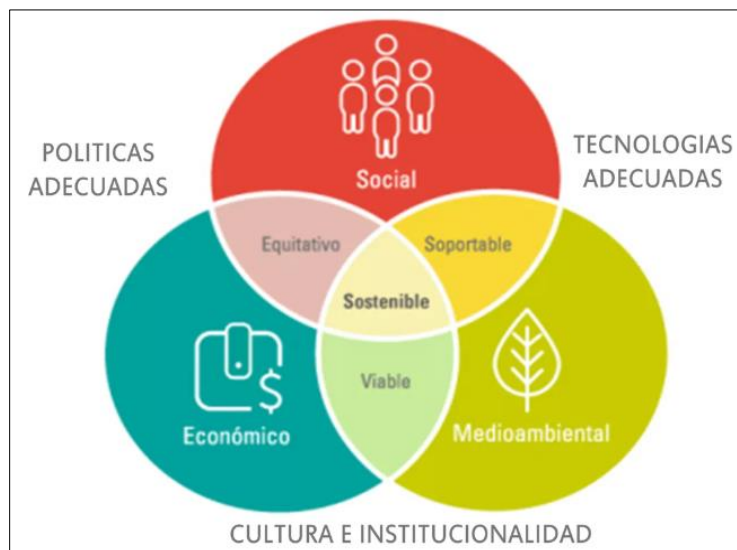 POLITICAS
ADECUADAS
TECNOLOGIAS
ADECUADAS
Social
Equitativo
Soportable
Sostenible
$
Viable
Económico
Medioambiental
CULTURA E INSTITUCIONALIDAD